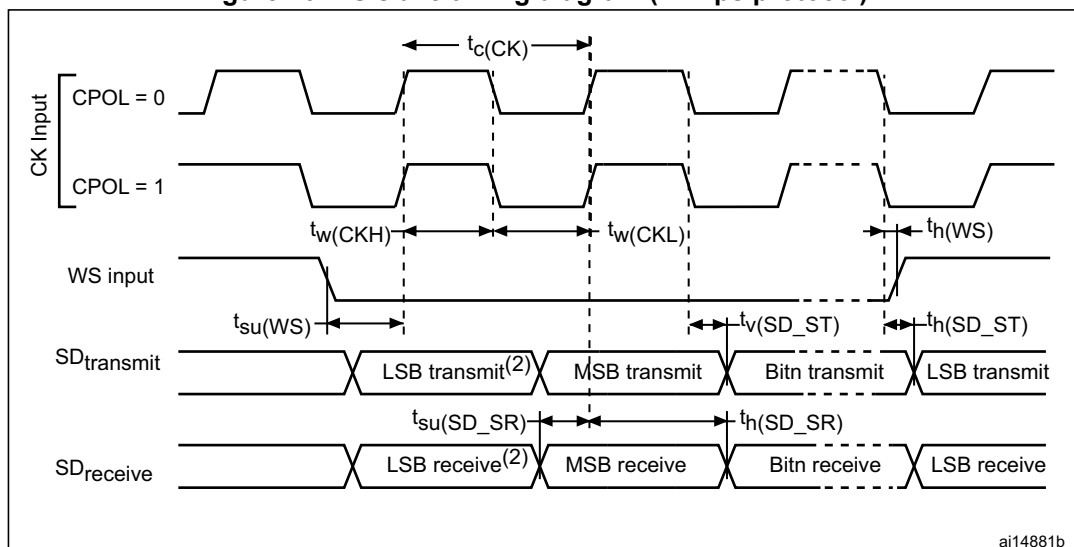 tc(CK)
CK Input
CPOL = 0
CPOL = 1
tw(CKH)
tw(CKL)
th(WS)
WS input
tsu(WS)
tv(SD_ST)
th(SD_ST)
SDtransmit
LSB transmit(2)
MSB transmit
Bitn transmit
LSB transmit
tsu(SD_SR)
th(SD_SR)
SDreceive
LSB receive(2)
MSB receive
Bitn receive
LSB receive
ai14881b